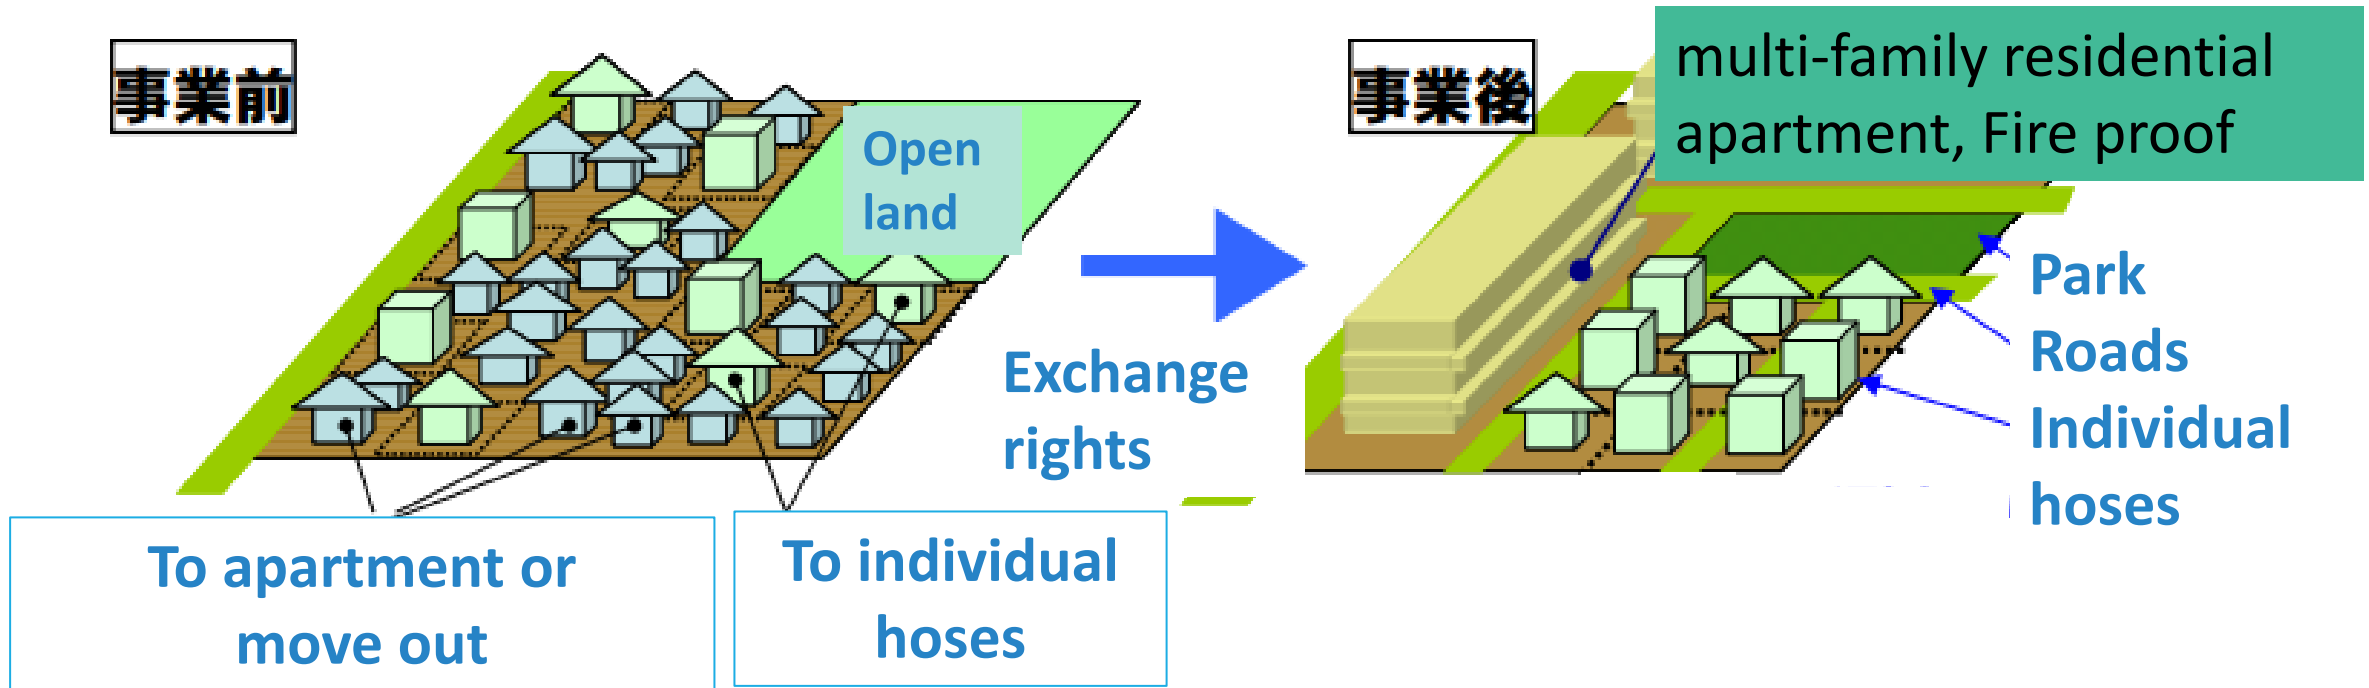 事業前
Open
land
Exchange
rights
To apartment or
move out
To individual
hoses
事業後
multi-family residential
apartment, Fire proof
Park
Roads
Individual
hoses